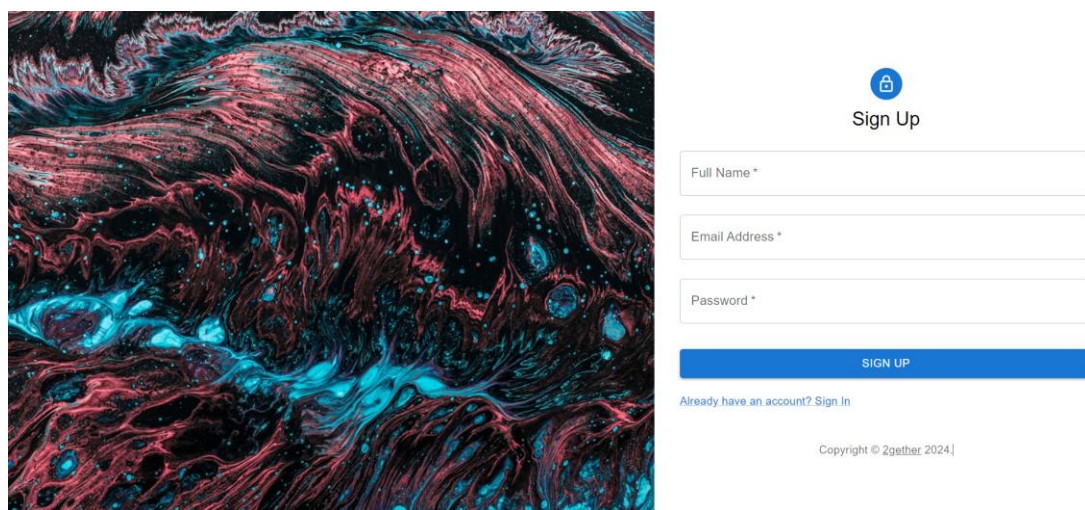 Sign Up
Full Name *
Email Address *
Password *
SIGN UP
Already have an account? Sign In
Copyright © 2gether 2024.